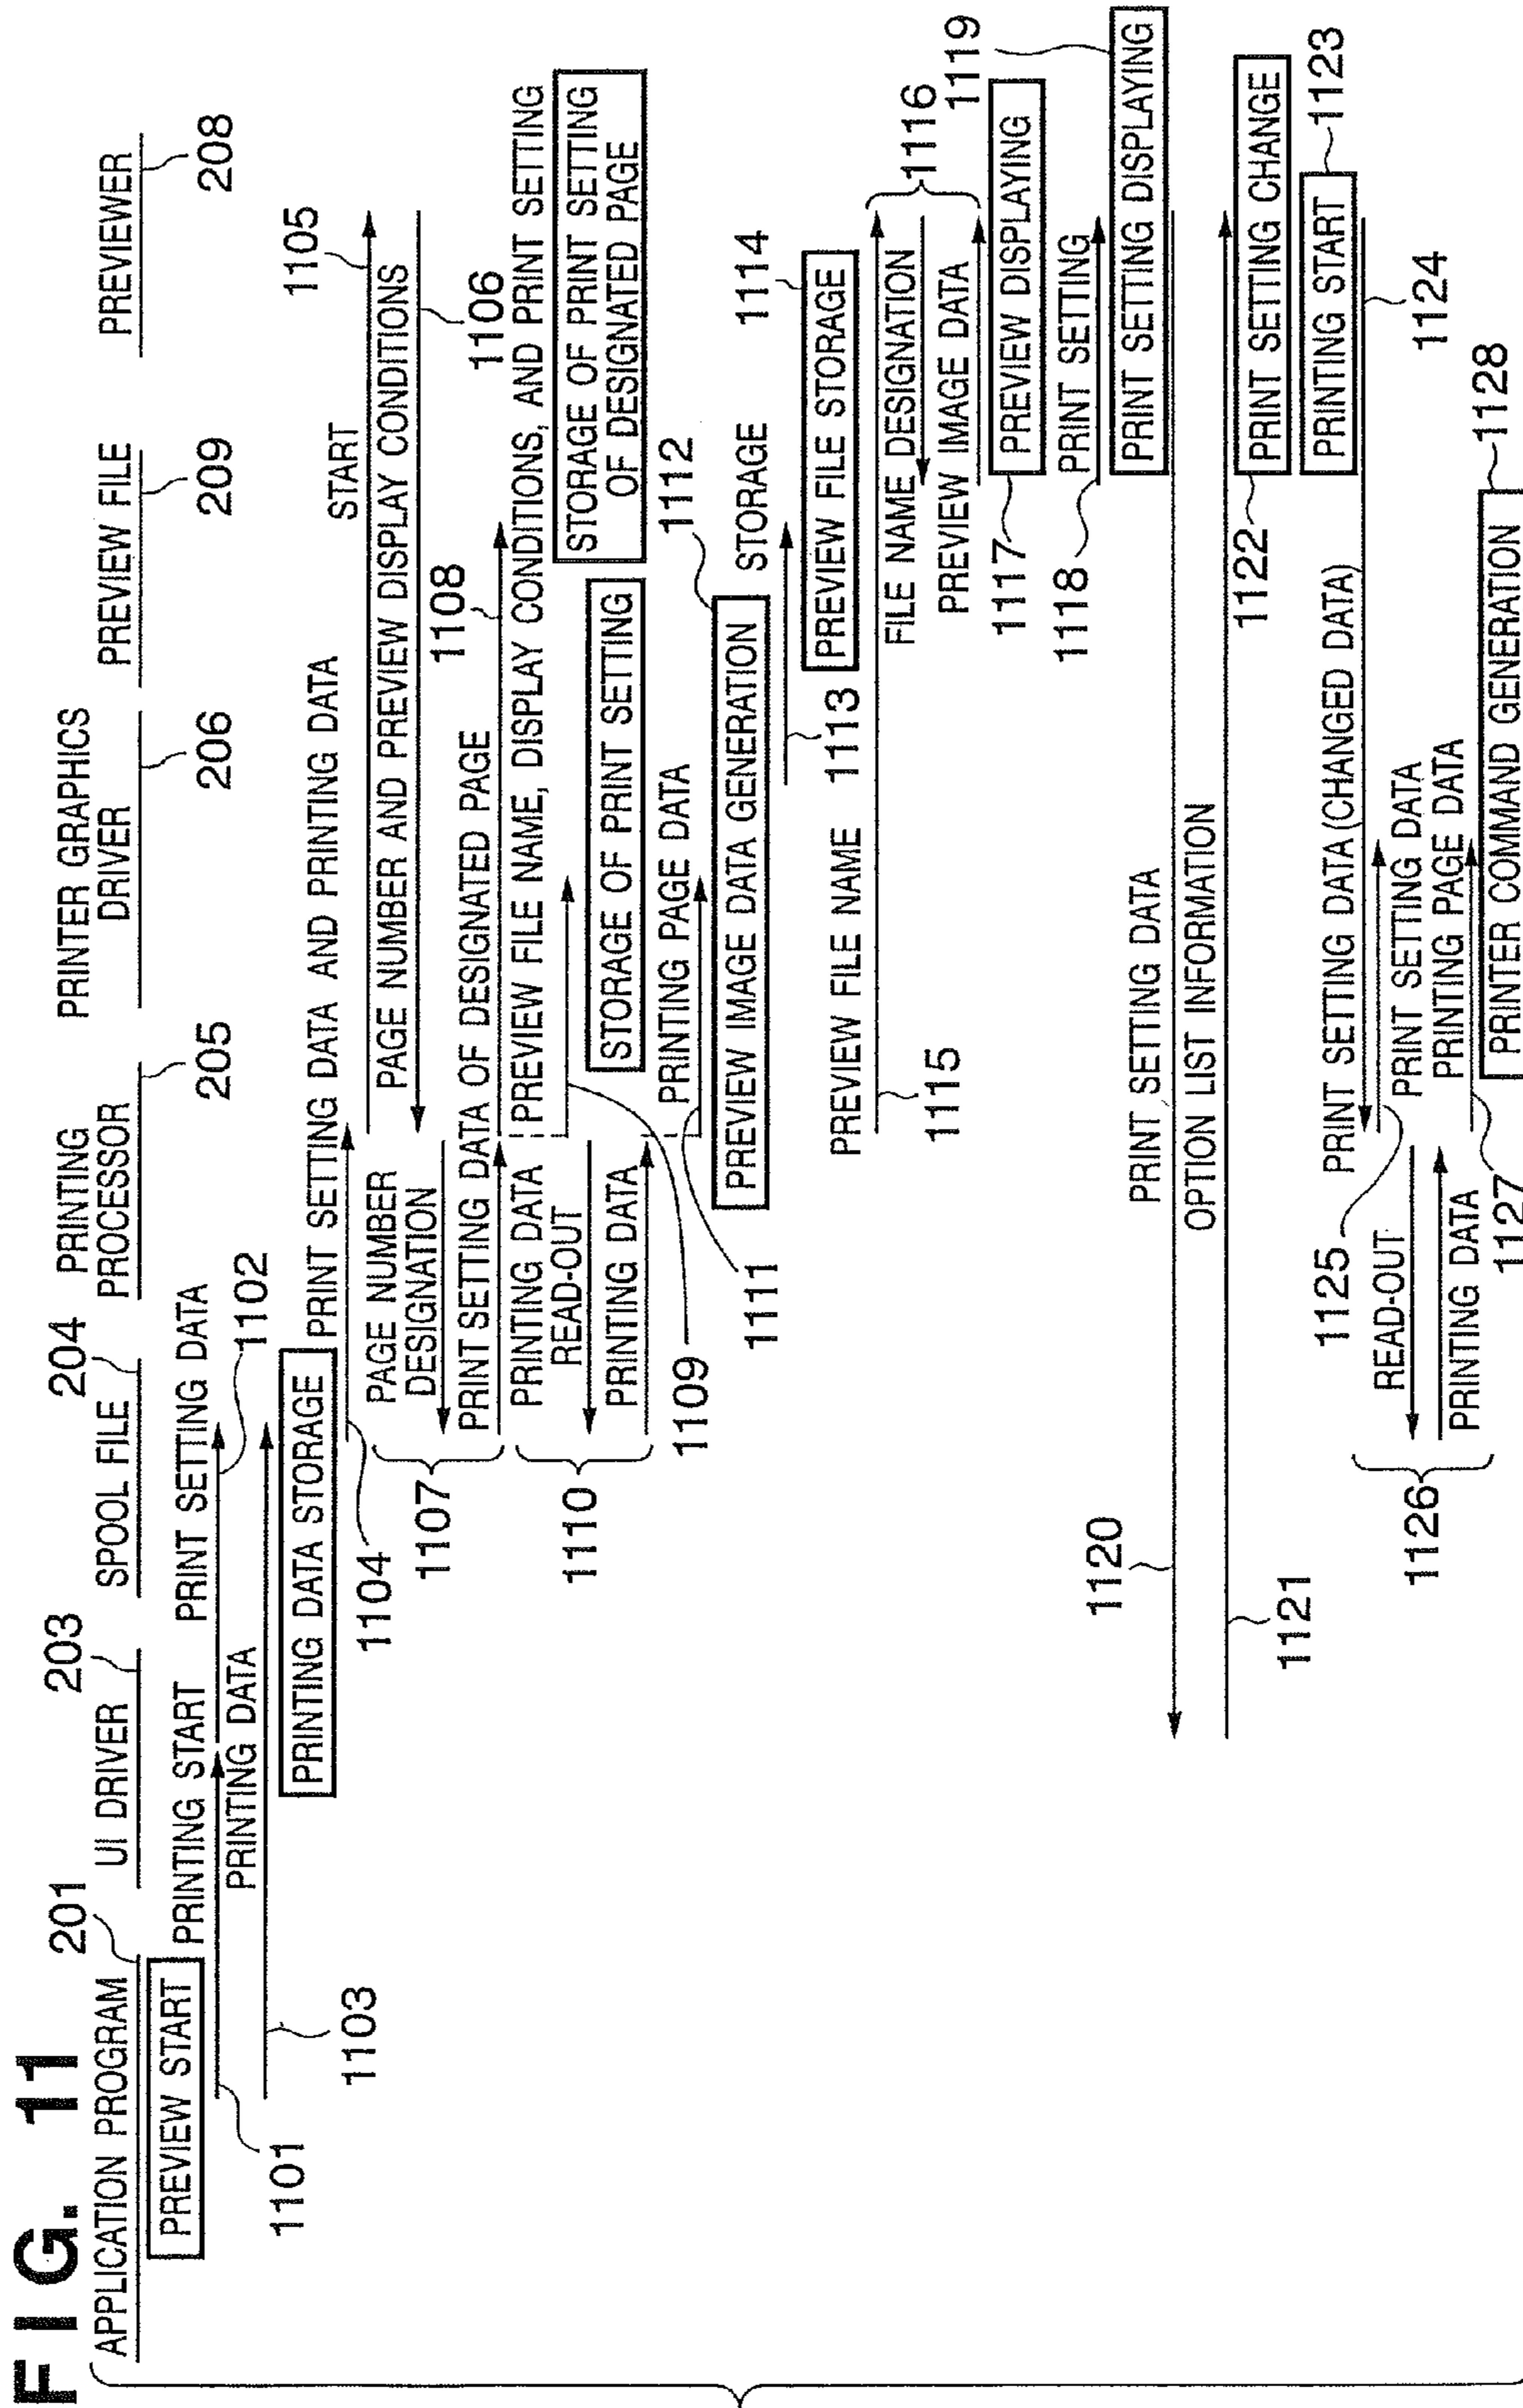 FIG. 11
APPLICATION PROGRAM
201
UI DRIVER
203
SPOOL FILE
204
PRINTING
PROCESSOR
205
PRINTER GRAPHICS
DRIVER
206
PREVIEW FILE
209
PREVIEWER
208
PREVIEW START
PRINTING START
1101
PRINT SETTING DATA
1102
PRINTING DATA
1103
PRINTING DATA STORAGE
PRINT SETTING DATA AND PRINTING DATA
1104
START
1105
PAGE NUMBER AND PREVIEW DISPLAY CONDITIONS
1106
PAGE NUMBER
DESIGNATION
1107
PRINT SETTING DATA OF DESIGNATED PAGE
1108
PREVIEW FILE NAME, DISPLAY CONDITIONS, AND PRINT SETTING
STORAGE OF PRINT SETTING
OF DESIGNATED PAGE
STORAGE OF PRINT SETTING
1109
PRINTING DATA
READ-OUT
PRINTING DATA
1110
PRINTING PAGE DATA
1111
PREVIEW IMAGE DATA GENERATION
1112
STORAGE
1113
PREVIEW FILE STORAGE
1114
PREVIEW FILE NAME
1115
FILE NAME DESIGNATION
PREVIEW IMAGE DATA
1116
PREVIEW DISPLAYING
1117
PRINT SETTING
1118
PRINT SETTING DISPLAYING
1119
PRINT SETTING DATA
1120
OPTION LIST INFORMATION
1121
PRINT SETTING CHANGE
1122
PRINTING START
1123
PRINT SETTING DATA (CHANGED DATA)
1124
PRINT SETTING DATA
1125
READ-OUT
PRINTING DATA
1126
PRINTING PAGE DATA
1127
PRINTER COMMAND GENERATION
1128